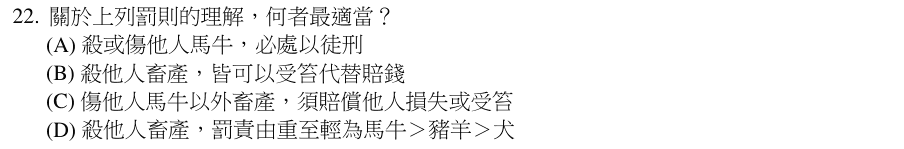 22. 關於上列罰則的理解，何者最適當？
(A) 殺或傷他人馬牛，必處以徒刑
(B) 殺他人畜產，皆可以受笞代替賠錢
(C) 傷他人馬牛以外畜產，須賠償他人損失或受笞
(D) 殺他人畜產，罰責由重至輕為馬牛＞豬羊＞犬